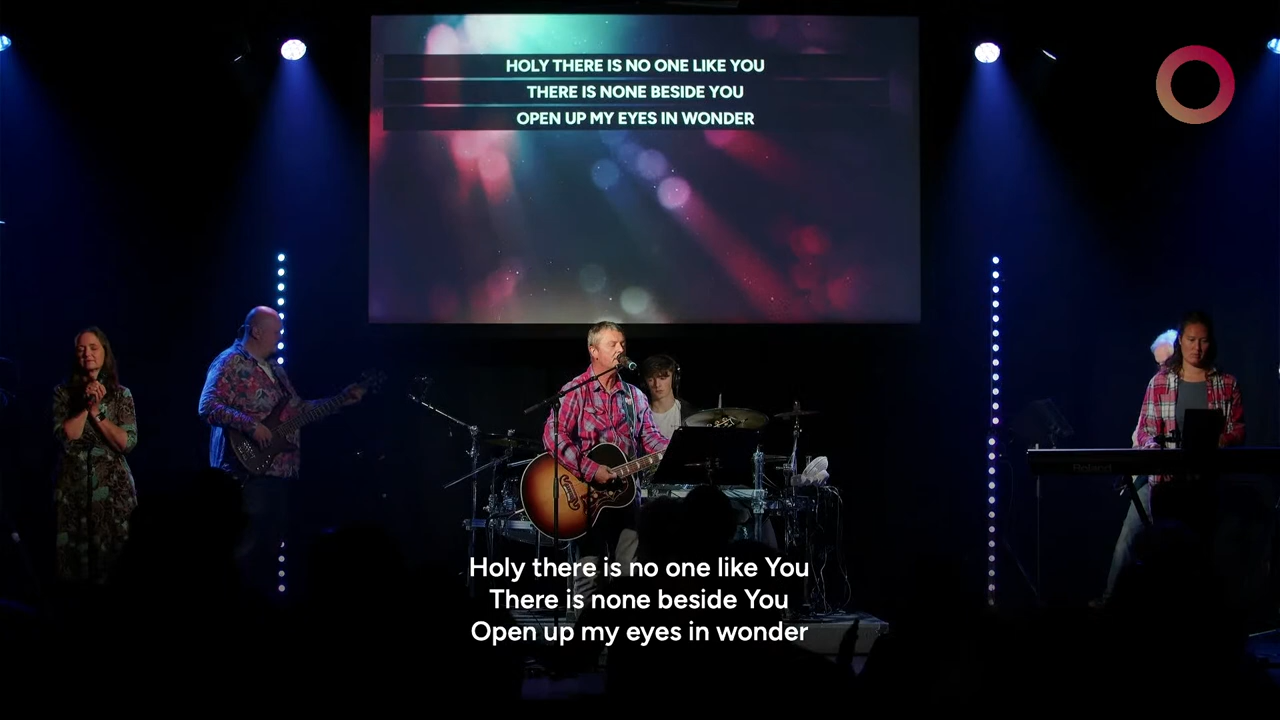 HOLY THERE IS NO ONE LIKE YOU
THERE IS NONE BESIDE YOU
OPEN UP MY EYES IN WONDER
Roland
Holy there is no one like You
There is none beside You
Open up my eyes in wonder